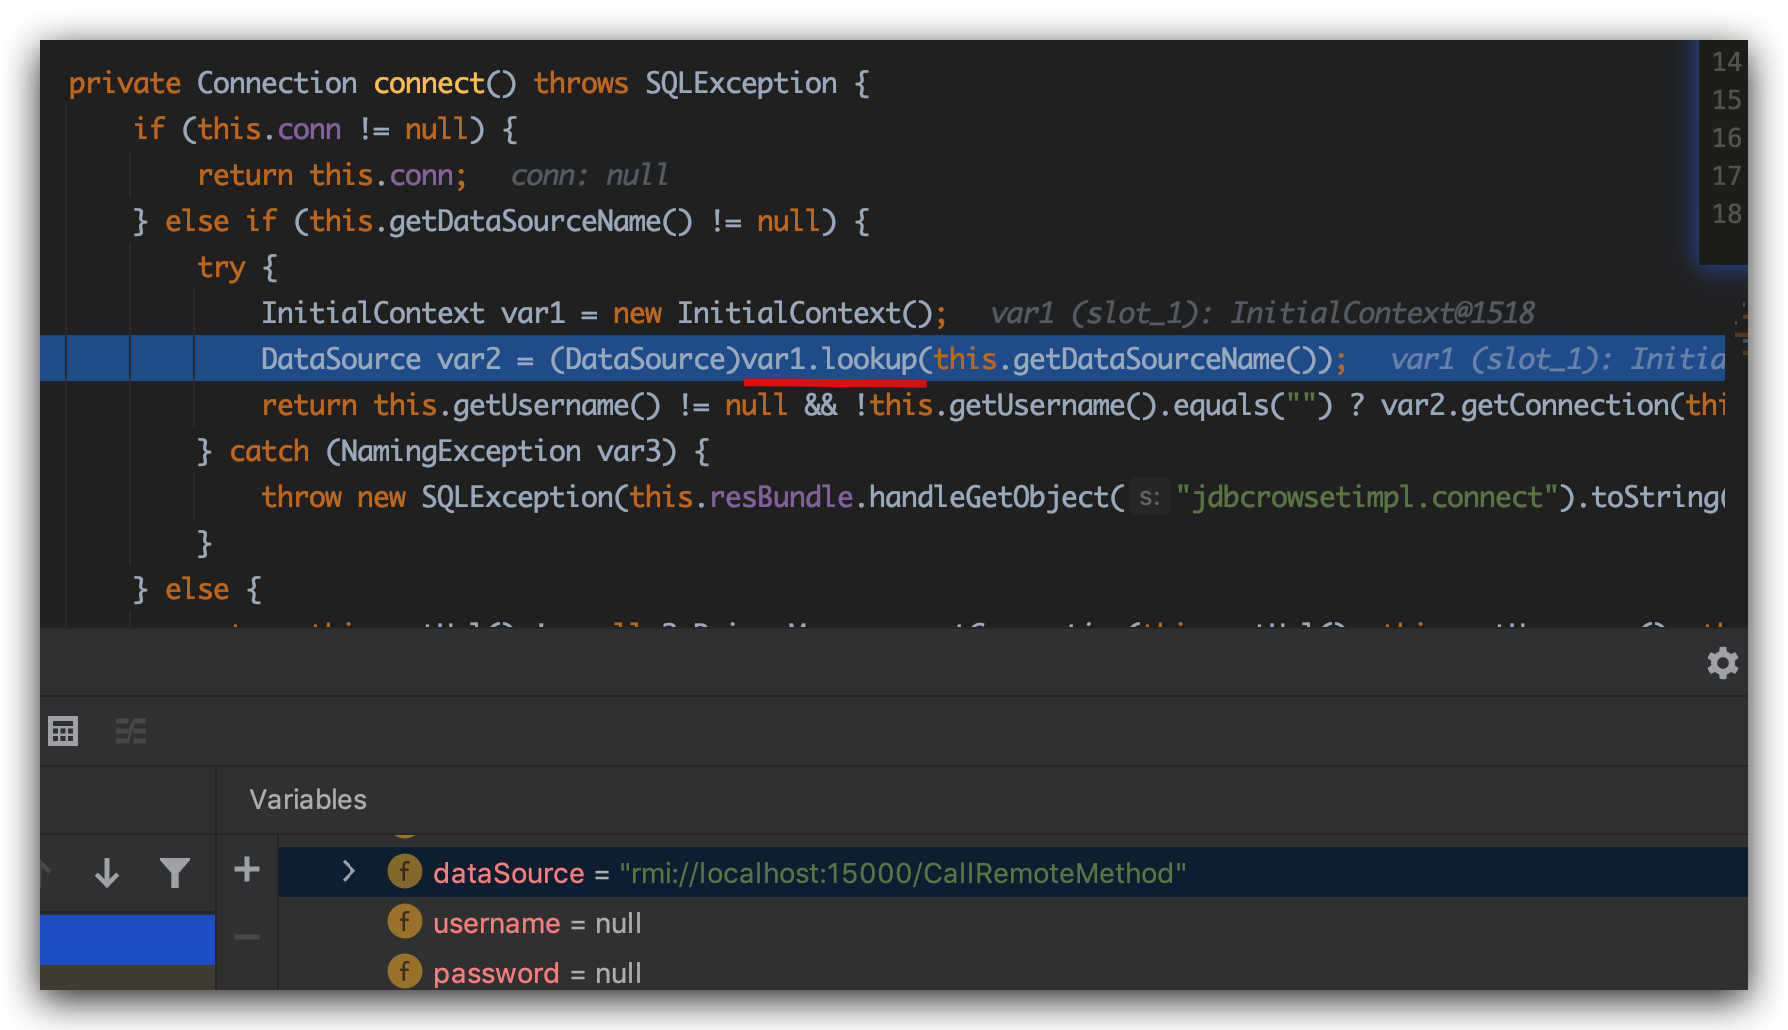 private Connection connect() throws SQLException {
if (this.conn != null) {
return this.conn; conn: null
} else if (this.getDataSourceName() != null) {
try {
InitialContext var1 = new InitialContext(); var1 (slot_1): InitialContext@1518
DataSource var2 = (DataSource)var1.lookup(this.getDataSourceName()); var1 (slot_1): Initia
return this.getUsername() != null && !this.getUsername().equals("") ? var2.getConnection(thi
} catch (NamingException var3) {
throw new SQLException(this.resBundle.handleGetObject( s: "jdbcrowsetimpl.connect").toString(
}
} else {
14
15
16
17
18
Variables
f dataSource = "rmi://localhost:15000/CallRemoteMethod"
f username = null
f password = null